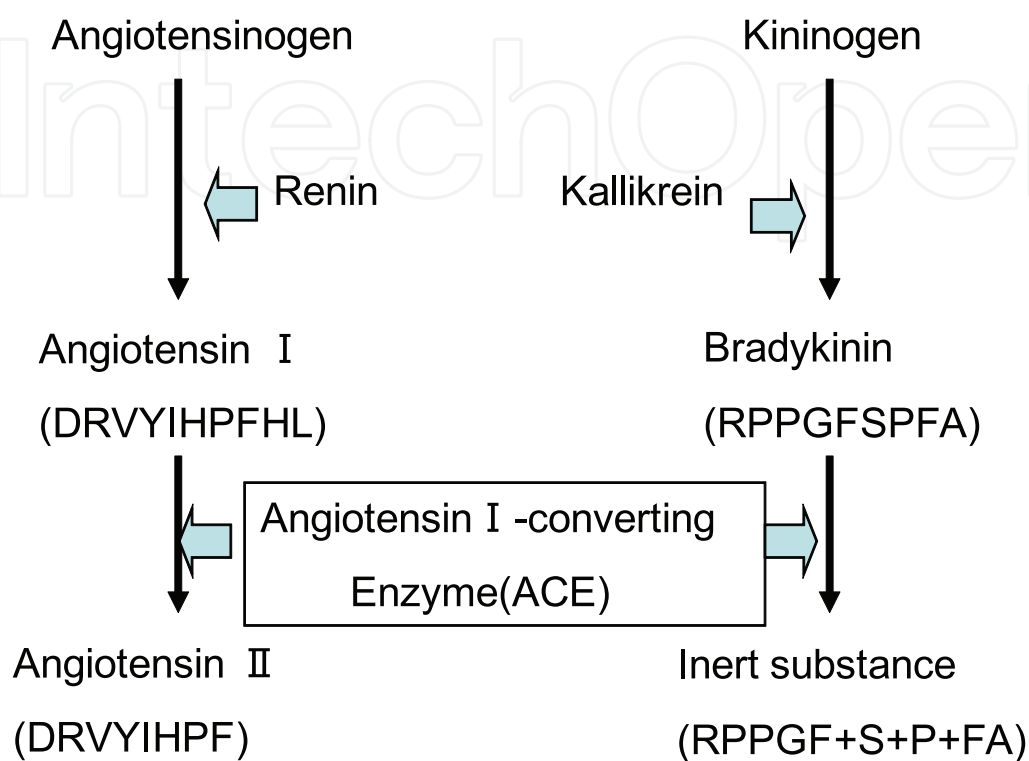 IntechOpe
Angiotensinogen
Kininogen
Renin
Kallikrein
Angiotensin Ⅰ
(DRVYIHPFHL)
Bradykinin
(RPPGFSPFA)
Angiotensin Ⅰ-converting
Enzyme(ACE)
Angiotensin Ⅱ
(DRVYIHPF)
Inert substance
(RPPGF+S+P+FA)